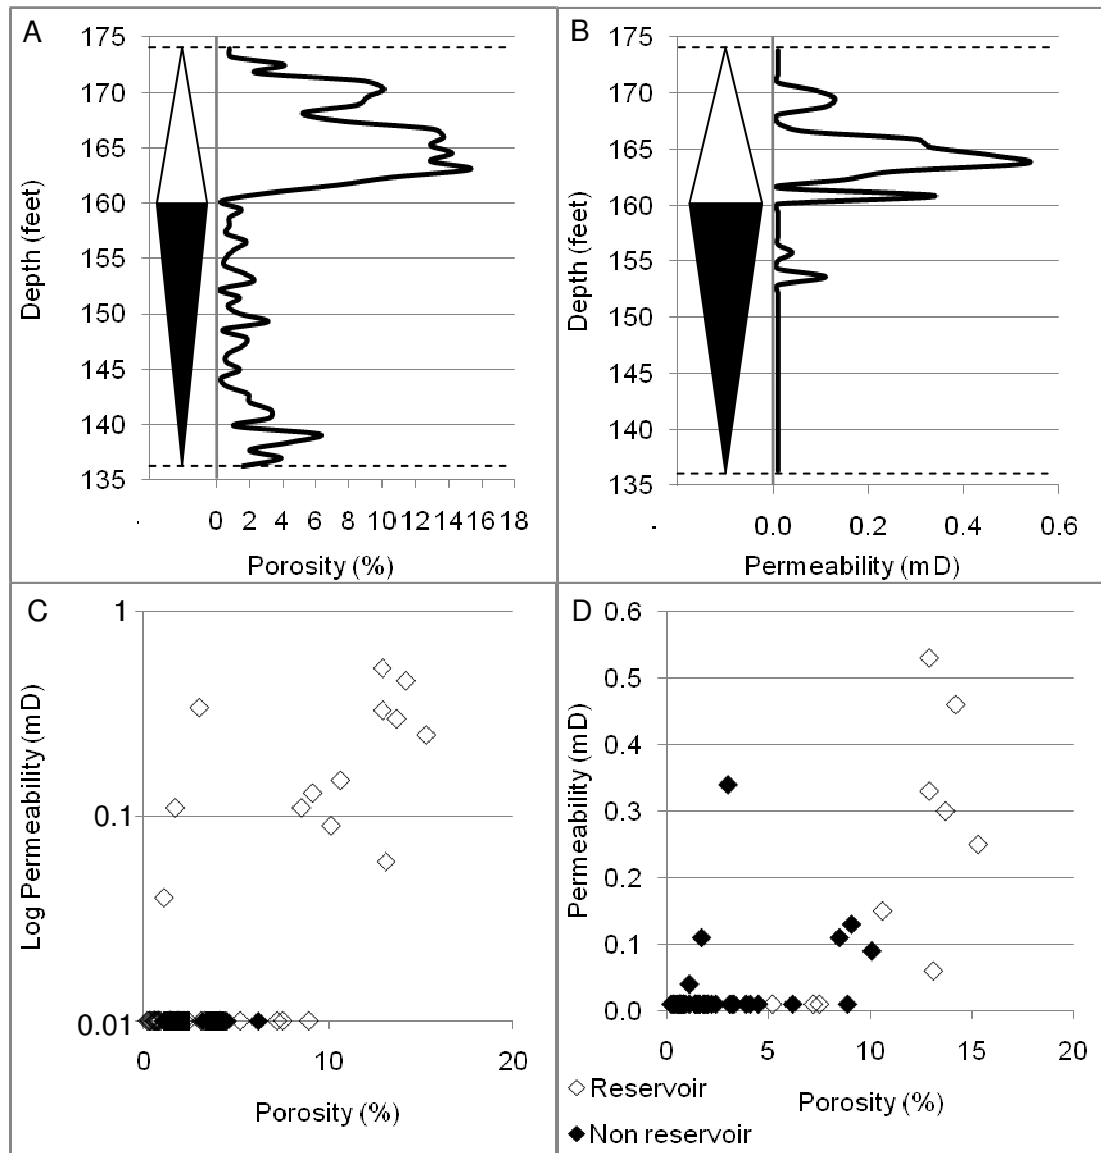 A
175
170
165
160
155
150
145
140
135
Depth (feet)
- 0 2 4 6 8 10 12 14 16 18
Porosity (%)
B
175
170
165
160
155
150
145
140
135
Depth (feet)
- 0.0 0.2 0.4 0.6
Permeability (mD)
C
1
0.1
0.01
Log Permeability (mD)
0 10 20
Porosity (%)
D
0.6
0.5
0.4
0.3
0.2
0.1
0.0
Permeability (mD)
0 5 10 15 20
Porosity (%)
Reservoir
Non reservoir